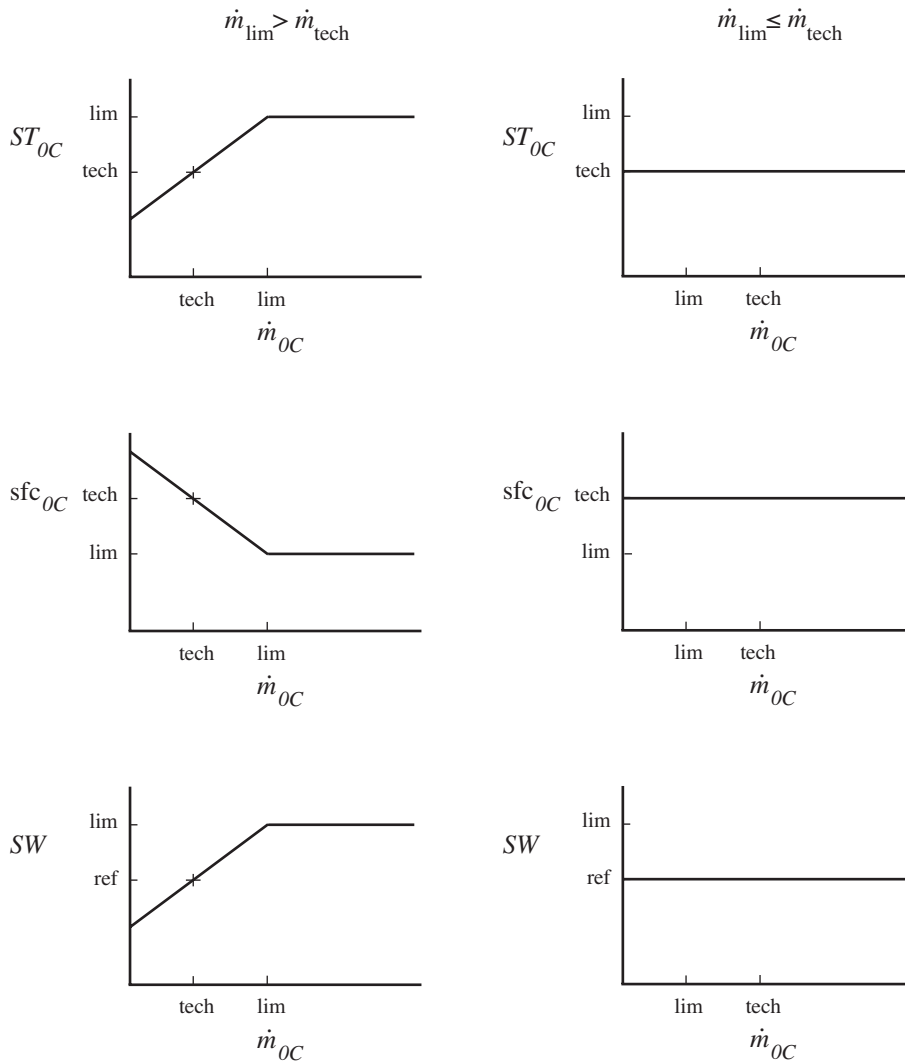 ṁ_lim > ṁ_tech
ṁ_lim ≤ ṁ_tech
ST_0C
lim
tech
tech lim
ṁ_0C
ST_0C
lim
tech
lim tech
ṁ_0C
sfc_0C
tech
lim
tech lim
ṁ_0C
sfc_0C
tech
lim
lim tech
ṁ_0C
SW
lim
ref
tech lim
ṁ_0C
SW
lim
ref
lim tech
ṁ_0C